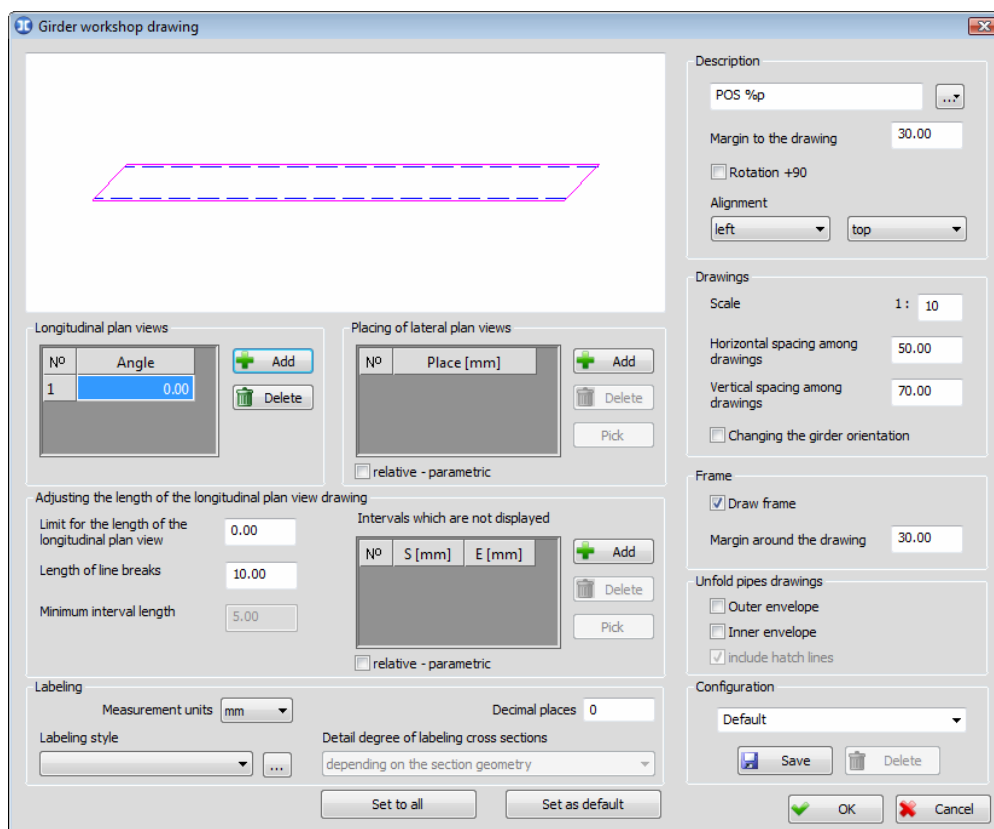 Girder workshop drawing
Description
POS %p
...
Margin to the drawing
30.00
Rotation +90
Alignment
left
top
Longitudinal plan views
Nº Angle
1 0.00
Add
Delete
Placing of lateral plan views
Nº Place [mm]
Add
Delete
Pick
relative - parametric
Drawings
Scale
1 : 10
Horizontal spacing among
drawings
50.00
Vertical spacing among
drawings
70.00
Changing the girder orientation
Adjusting the length of the longitudinal plan view drawing
Limit for the length of the
longitudinal plan view
0.00
Length of line breaks
10.00
Minimum interval length
5.00
Intervals which are not displayed
Nº S [mm] E [mm]
Add
Delete
Pick
relative - parametric
Frame
Draw frame
Margin around the drawing
30.00
Unfold pipes drawings
Outer envelope
Inner envelope
include hatch lines
Labeling
Measurement units
mm
Decimal places
0
Labeling style
...
Detail degree of labeling cross sections
depending on the section geometry
Configuration
Default
Save
Delete
Set to all
Set as default
OK
Cancel